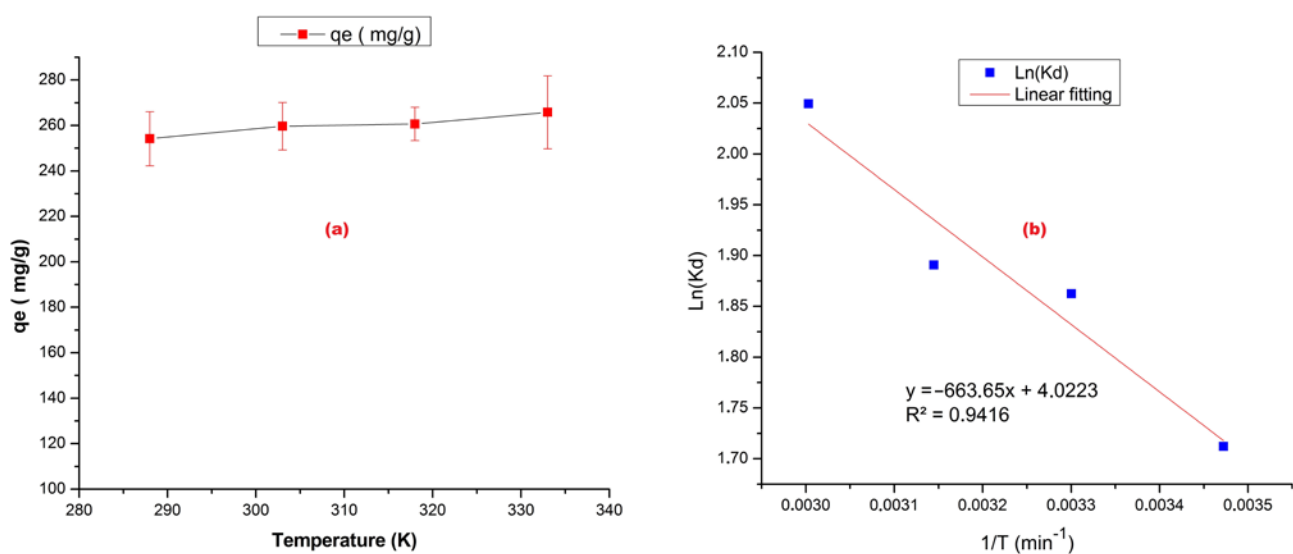 qe ( mg/g)
280
260
240
220
200
180
160
140
120
100
qe ( mg/g)
(a)
280
290
300
310
320
330
340
Temperature (K)
Ln(Kd)
Linear fitting
2.10
2.05
2.00
1.95
1.90
1.85
1.80
1.75
1.70
Ln(Kd)
(b)
y =−663.65x + 4.0223
R² = 0.9416
0.0030
0.0031
0.0032
0.0033
0.0034
0.0035
1/T (min⁻¹)